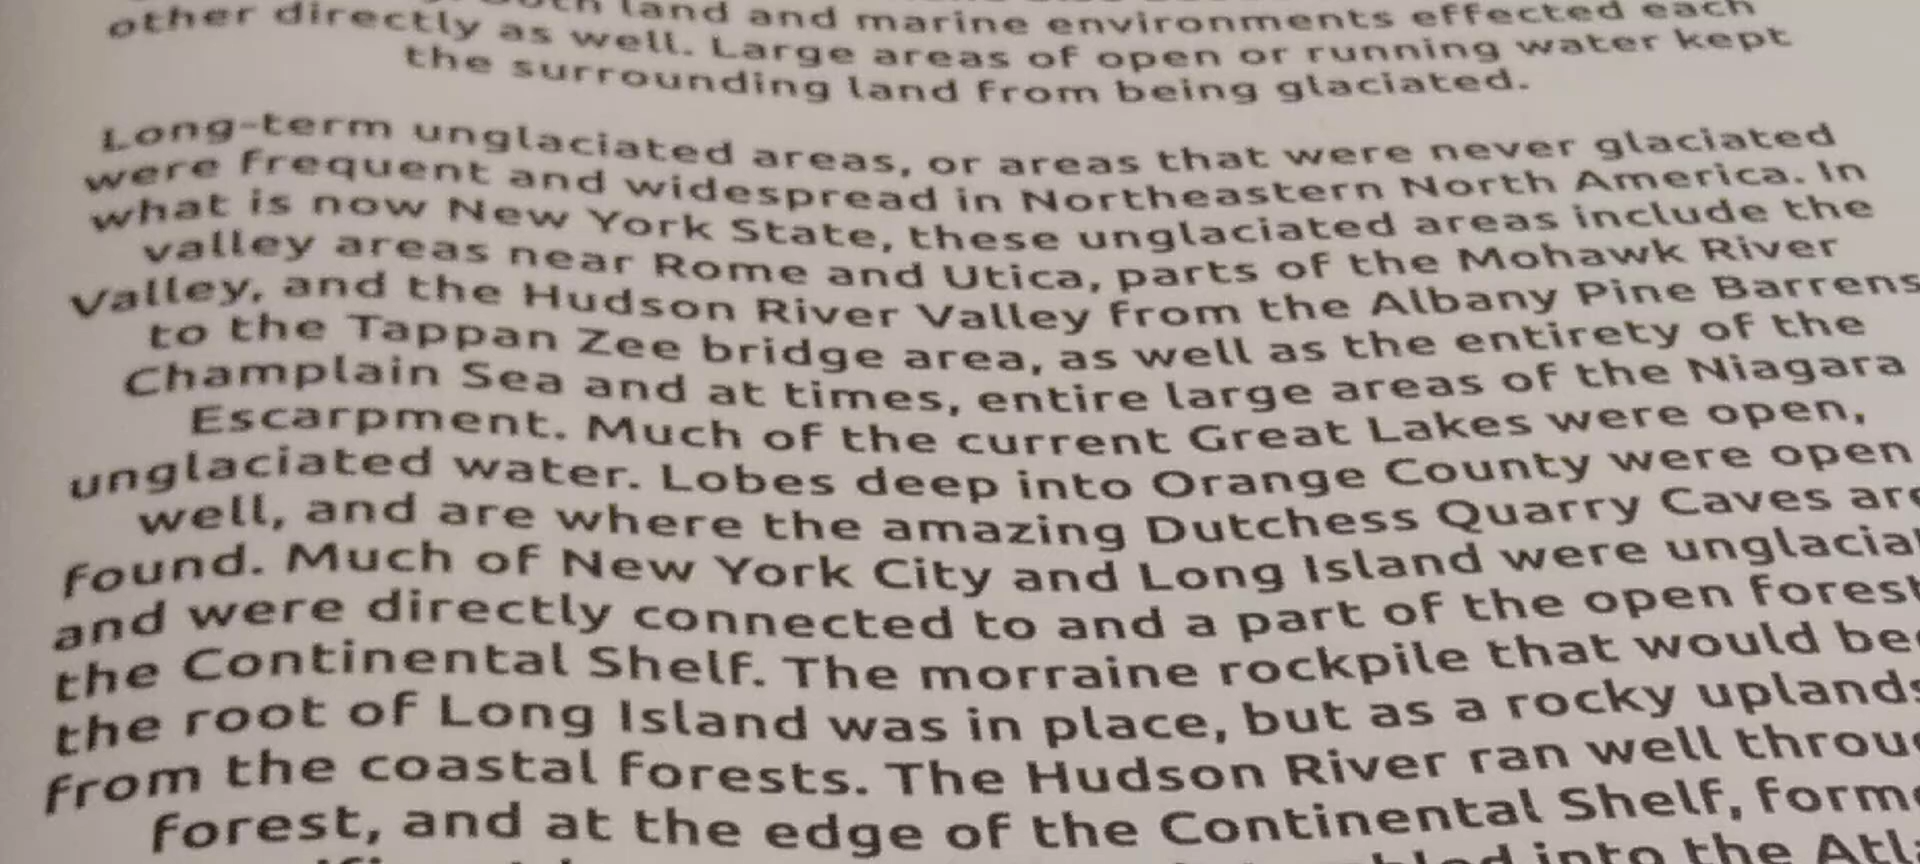 land and marine environments effected each
other directly as well. Large areas of open or running water kept
the surrounding land from being glaciated.
Long-term unglaciated areas, or areas that were never glaciated
were frequent and widespread in Northeastern North America. In
what is now New York State, these unglaciated areas include the
valley areas near Rome and Utica, parts of the Mohawk River
Valley, and the Hudson River Valley from the Albany Pine Barrens
to the Tappan Zee bridge area, as well as the entirety of the
Champlain Sea and at times, entire large areas of the Niagara
Escarpment. Much of the current Great Lakes were open,
unglaciated water. Lobes deep into Orange County were open
well, and are where the amazing Dutchess Quarry Caves are
found. Much of New York City and Long Island were
and were directly connected to and a part of the open forest
the Continental Shelf. The morraine rockpile that would
the root of Long Island was in place, but as a rocky uplands
from the coastal forests. The Hudson River ran well
forest, and at the edge of the Continental Shelf,
into the